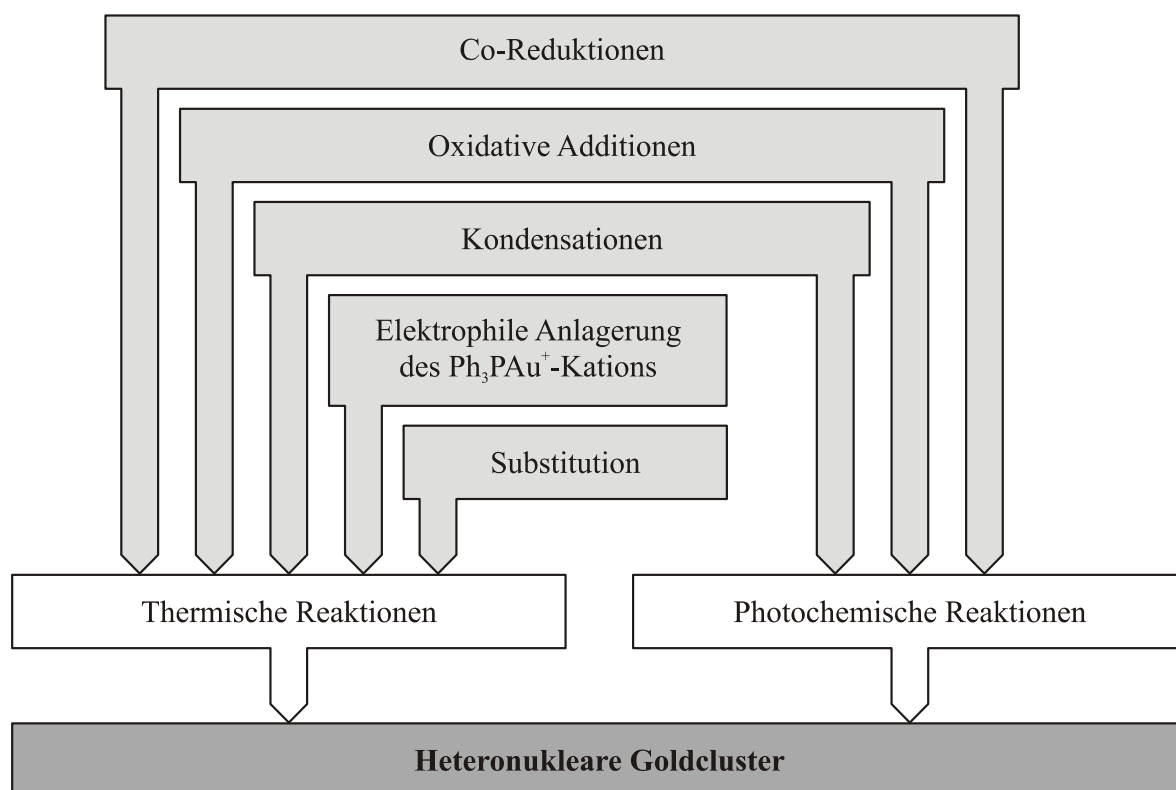 Co-Reduktionen
Oxidative Additionen
Kondensationen
Elektrophile Anlagerung
des Ph₃PAu⁺-Kations
Substitution
Thermische Reaktionen
Photochemische Reaktionen
Heteronukleare Goldcluster